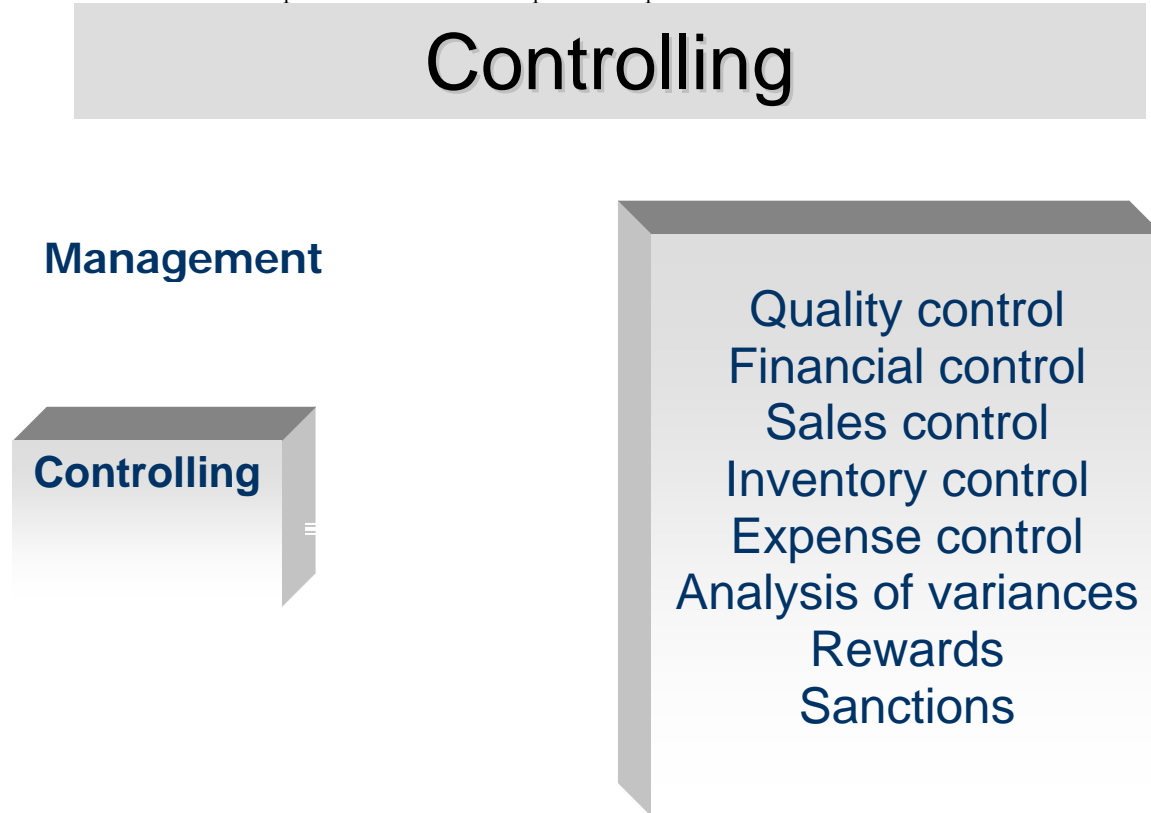 Controlling
Management
Controlling
Quality control
Financial control
Sales control
Inventory control
Expense control
Analysis of variances
Rewards
Sanctions